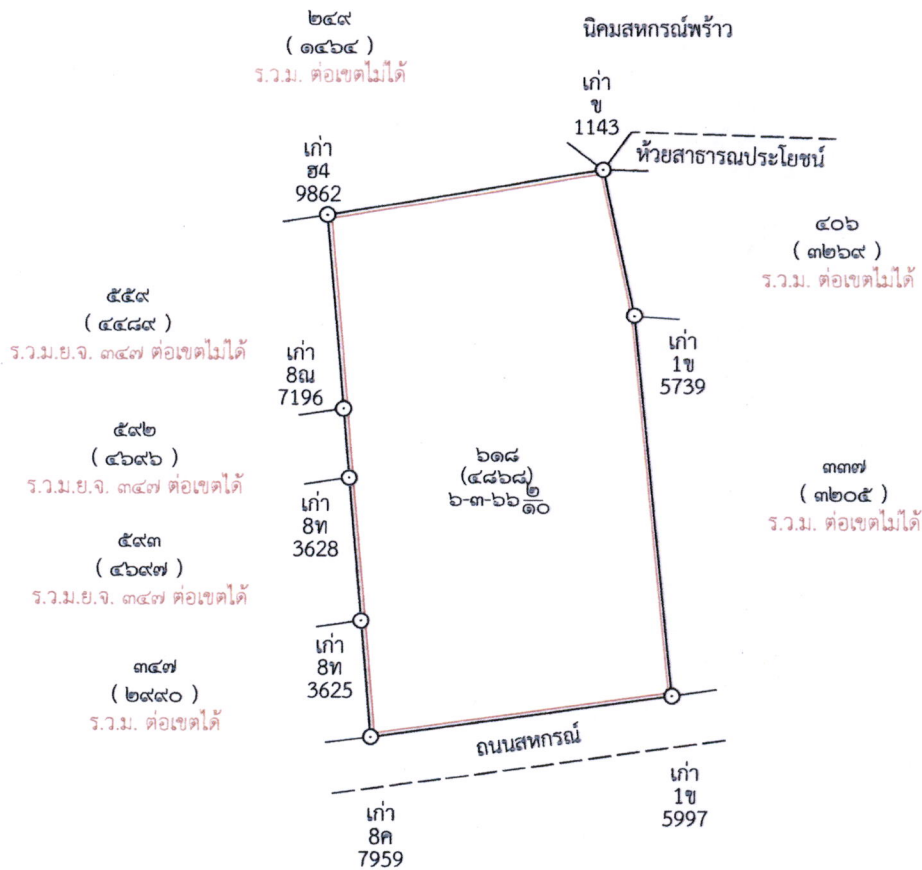 ๒๔๙
( ๑๔๖๔ )
ร.ว.ม. ต่อเขตไม่ได้
นิคมสหกรณ์พร้าว
เก่า
ข
1143
ห้วยสาธารณประโยชน์
เก่า
ฮ4
9862
๔๐๖
( ๓๒๖๙ )
ร.ว.ม. ต่อเขตไม่ได้
๕๕๙
( ๔๔๘๙ )
ร.ว.ม.ย.จ. ๓๔๗ ต่อเขตไม่ได้
เก่า
8ณ
7196
เก่า
1ข
5739
๕๙๒
( ๔๖๙๖ )
ร.ว.ม.ย.จ. ๓๔๗ ต่อเขตได้
๖๑๘
(๔๘๖๘)
๖-๓-๖๖ ๒/๑๐
๓๓๗
( ๓๒๐๕ )
ร.ว.ม. ต่อเขตไม่ได้
เก่า
8ท
3628
๕๙๓
( ๔๖๙๗ )
ร.ว.ม.ย.จ. ๓๔๗ ต่อเขตได้
เก่า
8ท
3625
๓๔๗
( ๒๙๙๐ )
ร.ว.ม. ต่อเขตได้
ถนนสหกรณ์
เก่า
1ข
5997
เก่า
8ค
7959